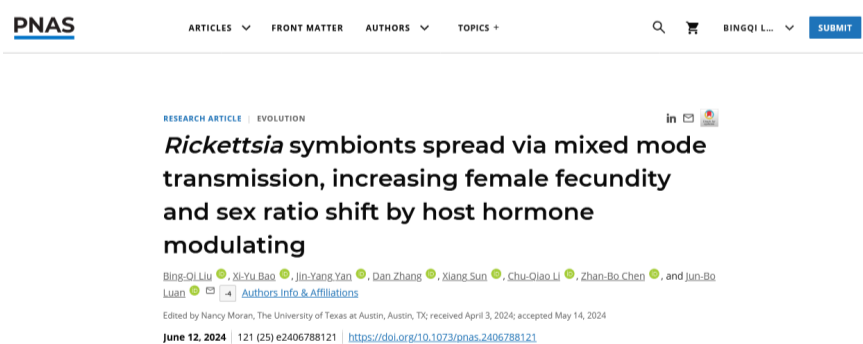 PNAS
ARTICLES FRONT MATTER AUTHORS TOPICS + BINGQI L... SUBMIT
RESEARCH ARTICLE | EVOLUTION in
Rickettsia symbionts spread via mixed mode
transmission, increasing female fecundity
and sex ratio shift by host hormone
modulating
Bing-Qi Liu, Xi-Yu Bao, Jin-Yang Yan, Dan Zhang, Xiang Sun, Chu-Qiao Li, Zhan-Bo Chen, and Jun-Bo
Luan -4 Authors Info & Affiliations
Edited by Nancy Moran, The University of Texas at Austin, Austin, TX; received April 3, 2024; accepted May 14, 2024
June 12, 2024 | 121 (25) e2406788121 | https://doi.org/10.1073/pnas.2406788121